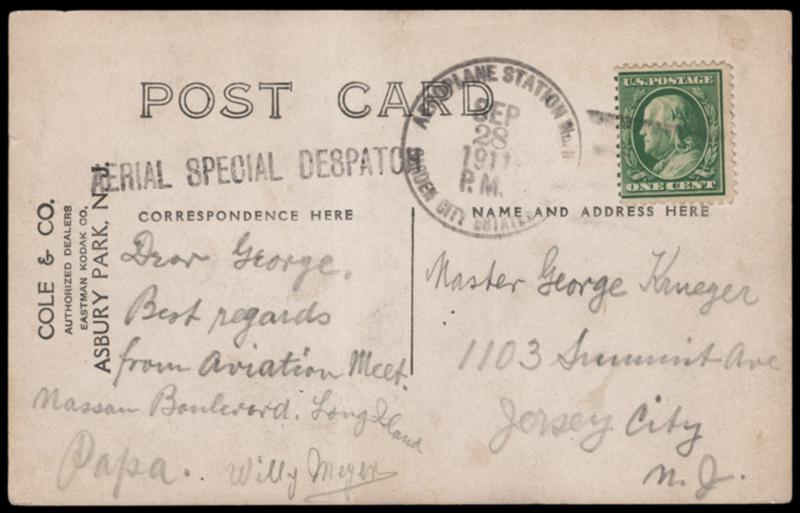 POST CARD
AERIAL SPECIAL DESPATCH
AEROPLANE STATION No. 1
SEP
28
1911
P.M.
GARDEN CITY ESTATES
U.S. POSTAGE
ONE CENT
COLE & CO.
AUTHORIZED DEALERS
EASTMAN KODAK CO.
ASBURY PARK, N.J.
CORRESPONDENCE HERE
NAME AND ADDRESS HERE
Dear George,
Best regards
from Aviation Meet.
Nassau Boulevard. Long Island
Papa. Willy Meyer
Master George Krueger
1103 Summit Ave
Jersey City
N.J.